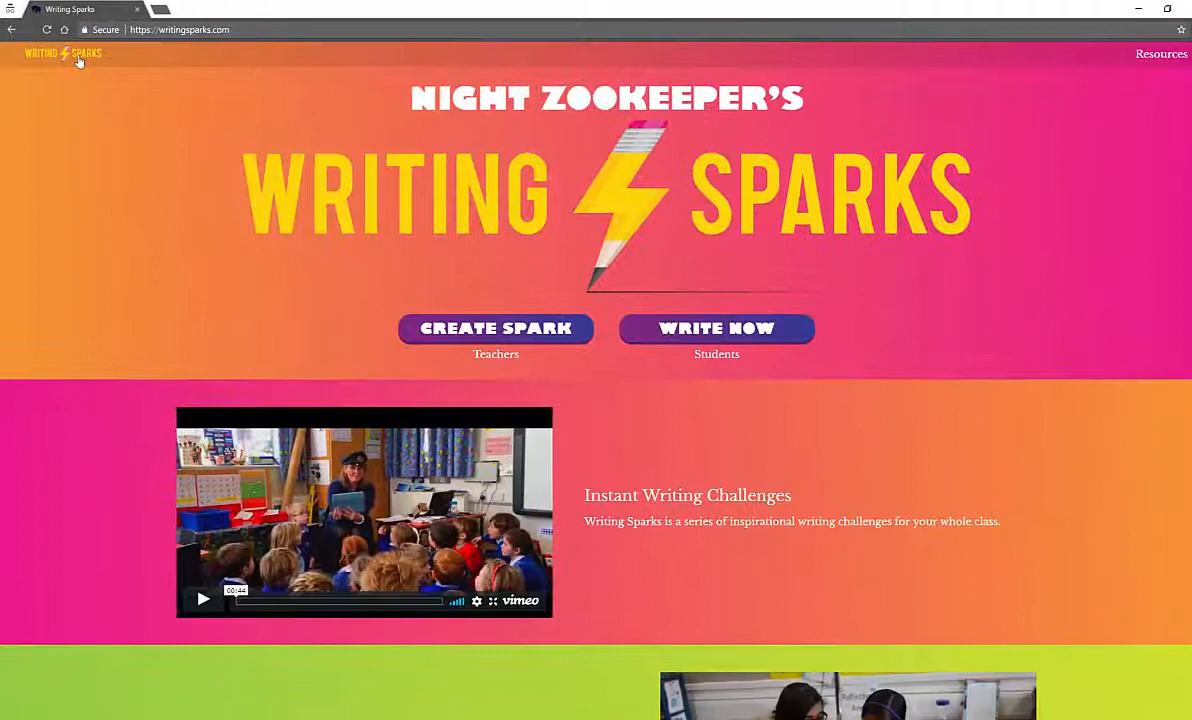 Writing Sparks
Secure https://writingsparks.com
WRITING SPARKS
Resources
NIGHT ZOOKEEPER'S
WRITING SPARKS
CREATE SPARK
WRITE NOW
Teachers
Students
Instant Writing Challenges
Writing Sparks is a series of inspirational writing challenges for your whole class.
00:44
vimeo